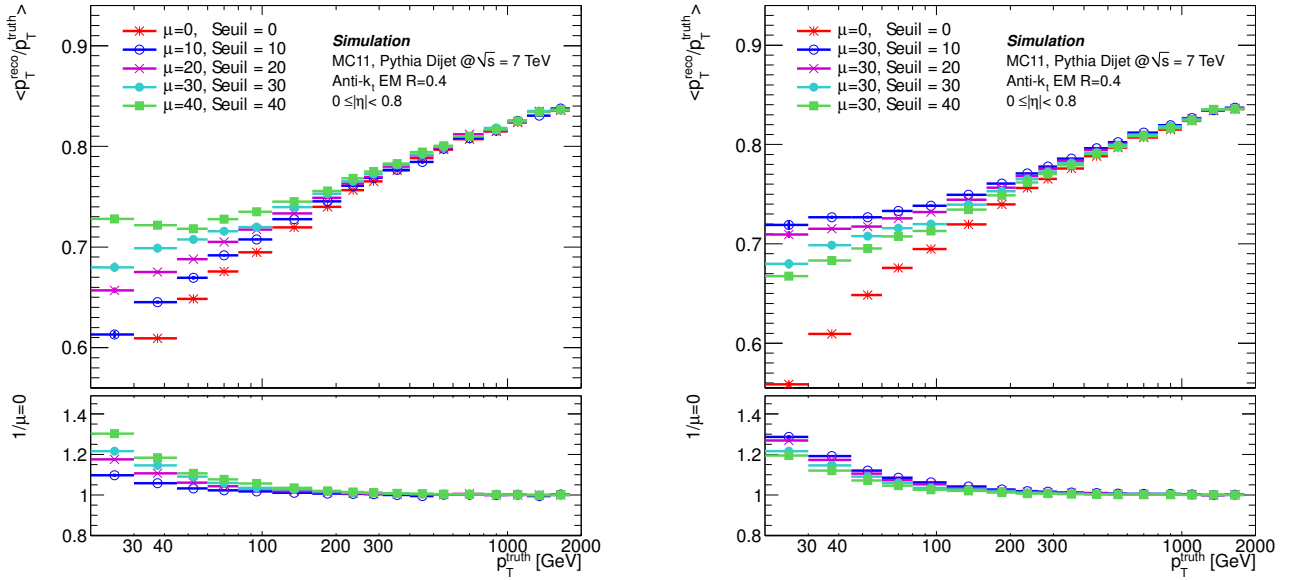 <p_T^reco/p_T^truth>
0.9
0.8
0.7
0.6
μ=0, Seuil = 0
μ=10, Seuil = 10
μ=20, Seuil = 20
μ=30, Seuil = 30
μ=40, Seuil = 40
Simulation
MC11, Pythia Dijet @√s = 7 TeV
Anti-k_t EM R=0.4
0 ≤|η|< 0.8
1/μ=0
1.4
1.2
1
0.8
30 40 100 200 300 1000 2000
p_T^truth [GeV]
<p_T^reco/p_T^truth>
0.9
0.8
0.7
0.6
μ=0, Seuil = 0
μ=30, Seuil = 10
μ=30, Seuil = 20
μ=30, Seuil = 30
μ=30, Seuil = 40
Simulation
MC11, Pythia Dijet @√s = 7 TeV
Anti-k_t EM R=0.4
0 ≤|η|< 0.8
1/μ=0
1.4
1.2
1
0.8
30 40 100 200 300 1000 2000
p_T^truth [GeV]